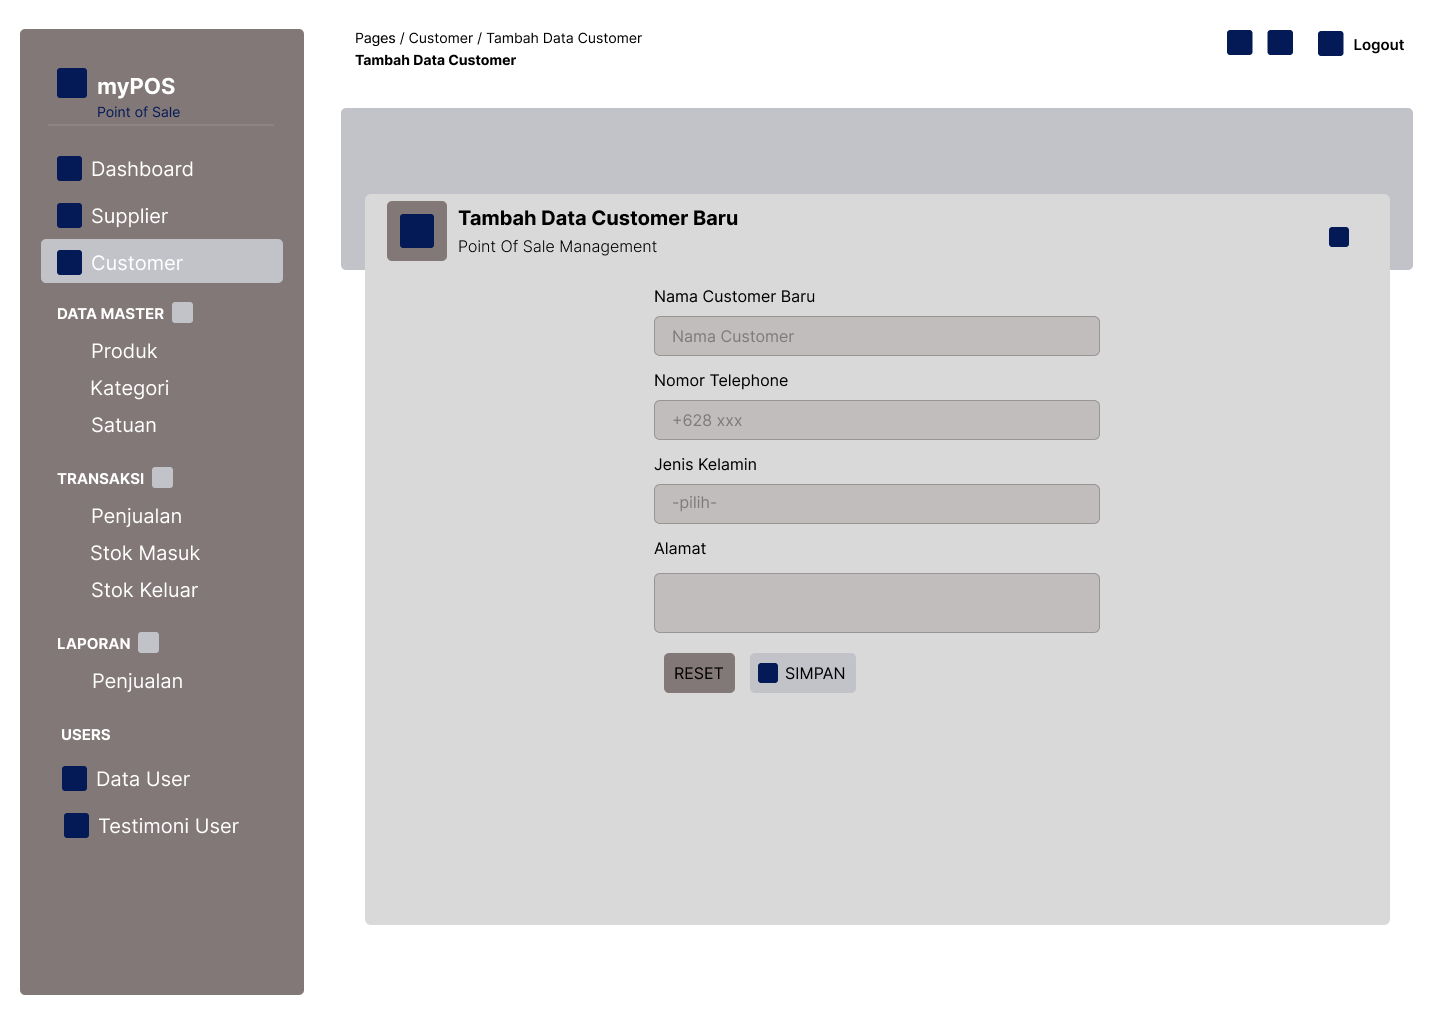 myPOS
Point of Sale
Dashboard
Supplier
Customer
DATA MASTER
Produk
Kategori
Satuan
TRANSAKSI
Penjualan
Stok Masuk
Stok Keluar
LAPORAN
Penjualan
USERS
Data User
Testimoni User
Pages / Customer / Tambah Data Customer
Tambah Data Customer
Logout
Tambah Data Customer Baru
Point Of Sale Management
Nama Customer Baru
Nama Customer
Nomor Telephone
+628 xxx
Jenis Kelamin
-pilih-
Alamat
RESET
SIMPAN